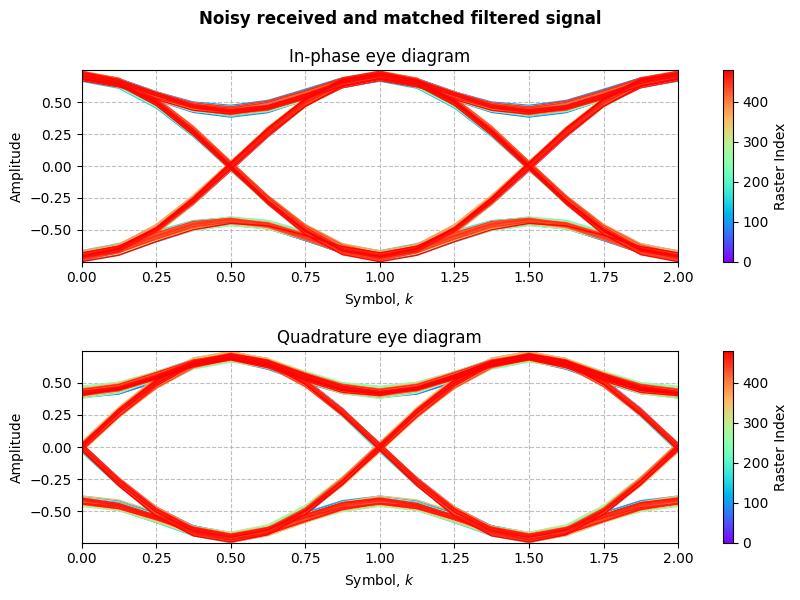 Noisy received and matched filtered signal
In-phase eye diagram
Amplitude
0.50
0.25
0.00
−0.25
−0.50
0.00 0.25 0.50 0.75 1.00 1.25 1.50 1.75 2.00
Symbol, k
400
300
200
100
0
Raster Index
Quadrature eye diagram
Amplitude
0.50
0.25
0.00
−0.25
−0.50
0.00 0.25 0.50 0.75 1.00 1.25 1.50 1.75 2.00
Symbol, k
400
300
200
100
0
Raster Index